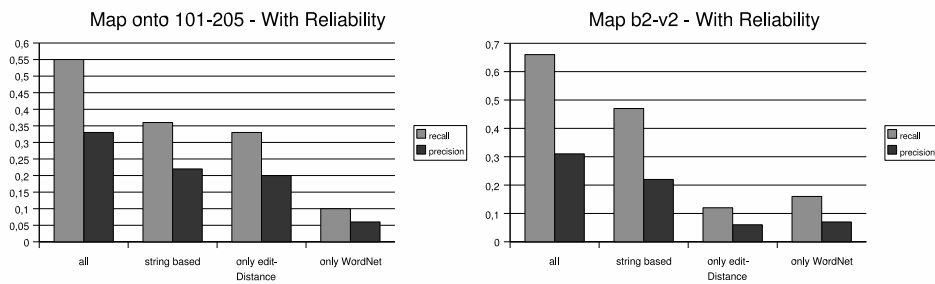 Map onto 101-205 - With Reliability
0,6
0,55
0,5
0,45
0,4
0,35
0,3
0,25
0,2
0,15
0,1
0,05
0
all
string based
only edit-
Distance
only WordNet
recall
precision
Map b2-v2 - With Reliability
0,7
0,6
0,5
0,4
0,3
0,2
0,1
0
all
string based
only edit-
Distance
only WordNet
recall
precision